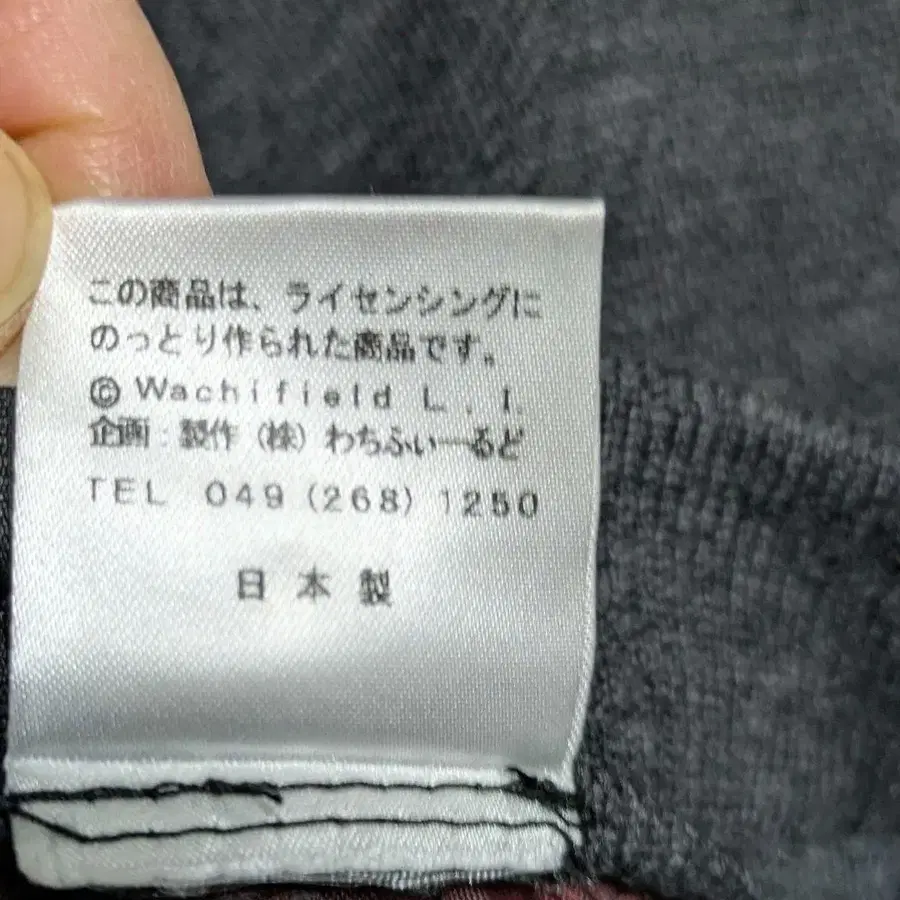 この商品は、ライセンシングに
のっとり作られた商品です。
© Wachifield L.I.
企画:製作(株)わちふぃーるど
TEL 049(268)1250
日本製